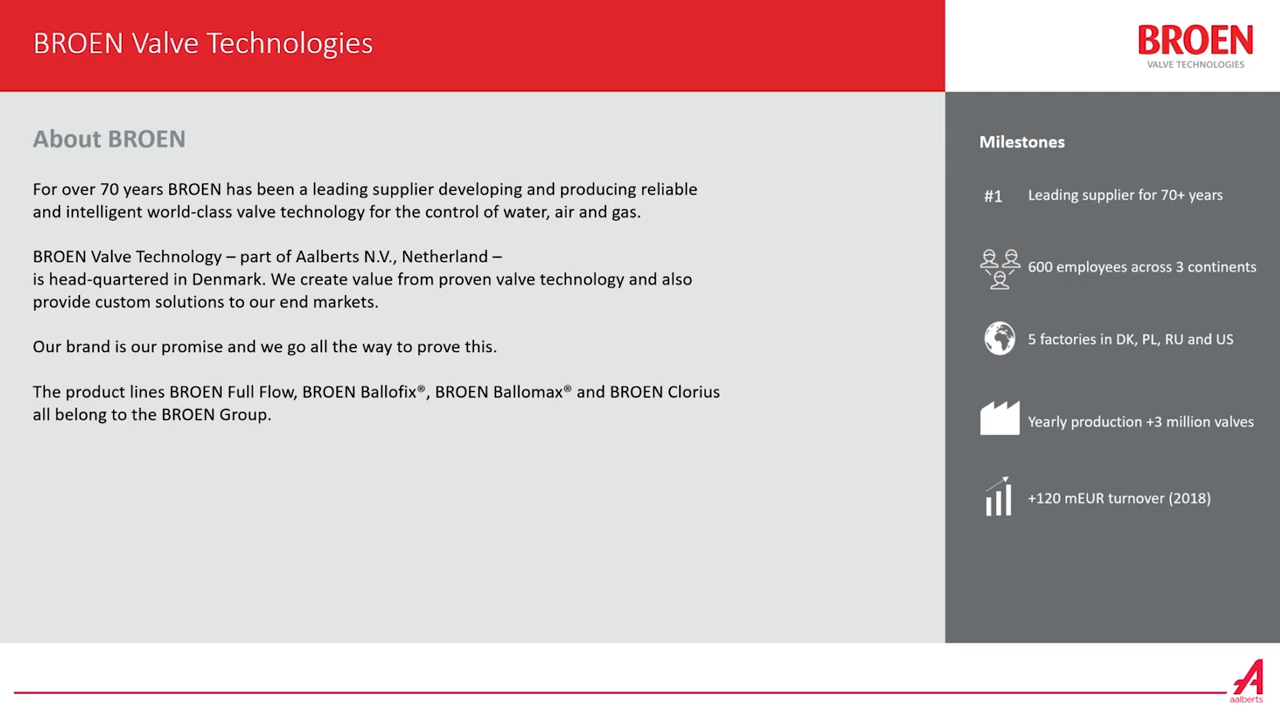 BROEN Valve Technologies
BROEN
VALVE TECHNOLOGIES
About BROEN
For over 70 years BROEN has been a leading supplier developing and producing reliable
and intelligent world-class valve technology for the control of water, air and gas.
BROEN Valve Technology – part of Aalberts N.V., Netherland –
is head-quartered in Denmark. We create value from proven valve technology and also
provide custom solutions to our end markets.
Our brand is our promise and we go all the way to prove this.
The product lines BROEN Full Flow, BROEN Ballofix®, BROEN Ballomax® and BROEN Clorius
all belong to the BROEN Group.
Milestones
#1 Leading supplier for 70+ years
600 employees across 3 continents
5 factories in DK, PL, RU and US
Yearly production +3 million valves
+120 mEUR turnover (2018)
aalberts